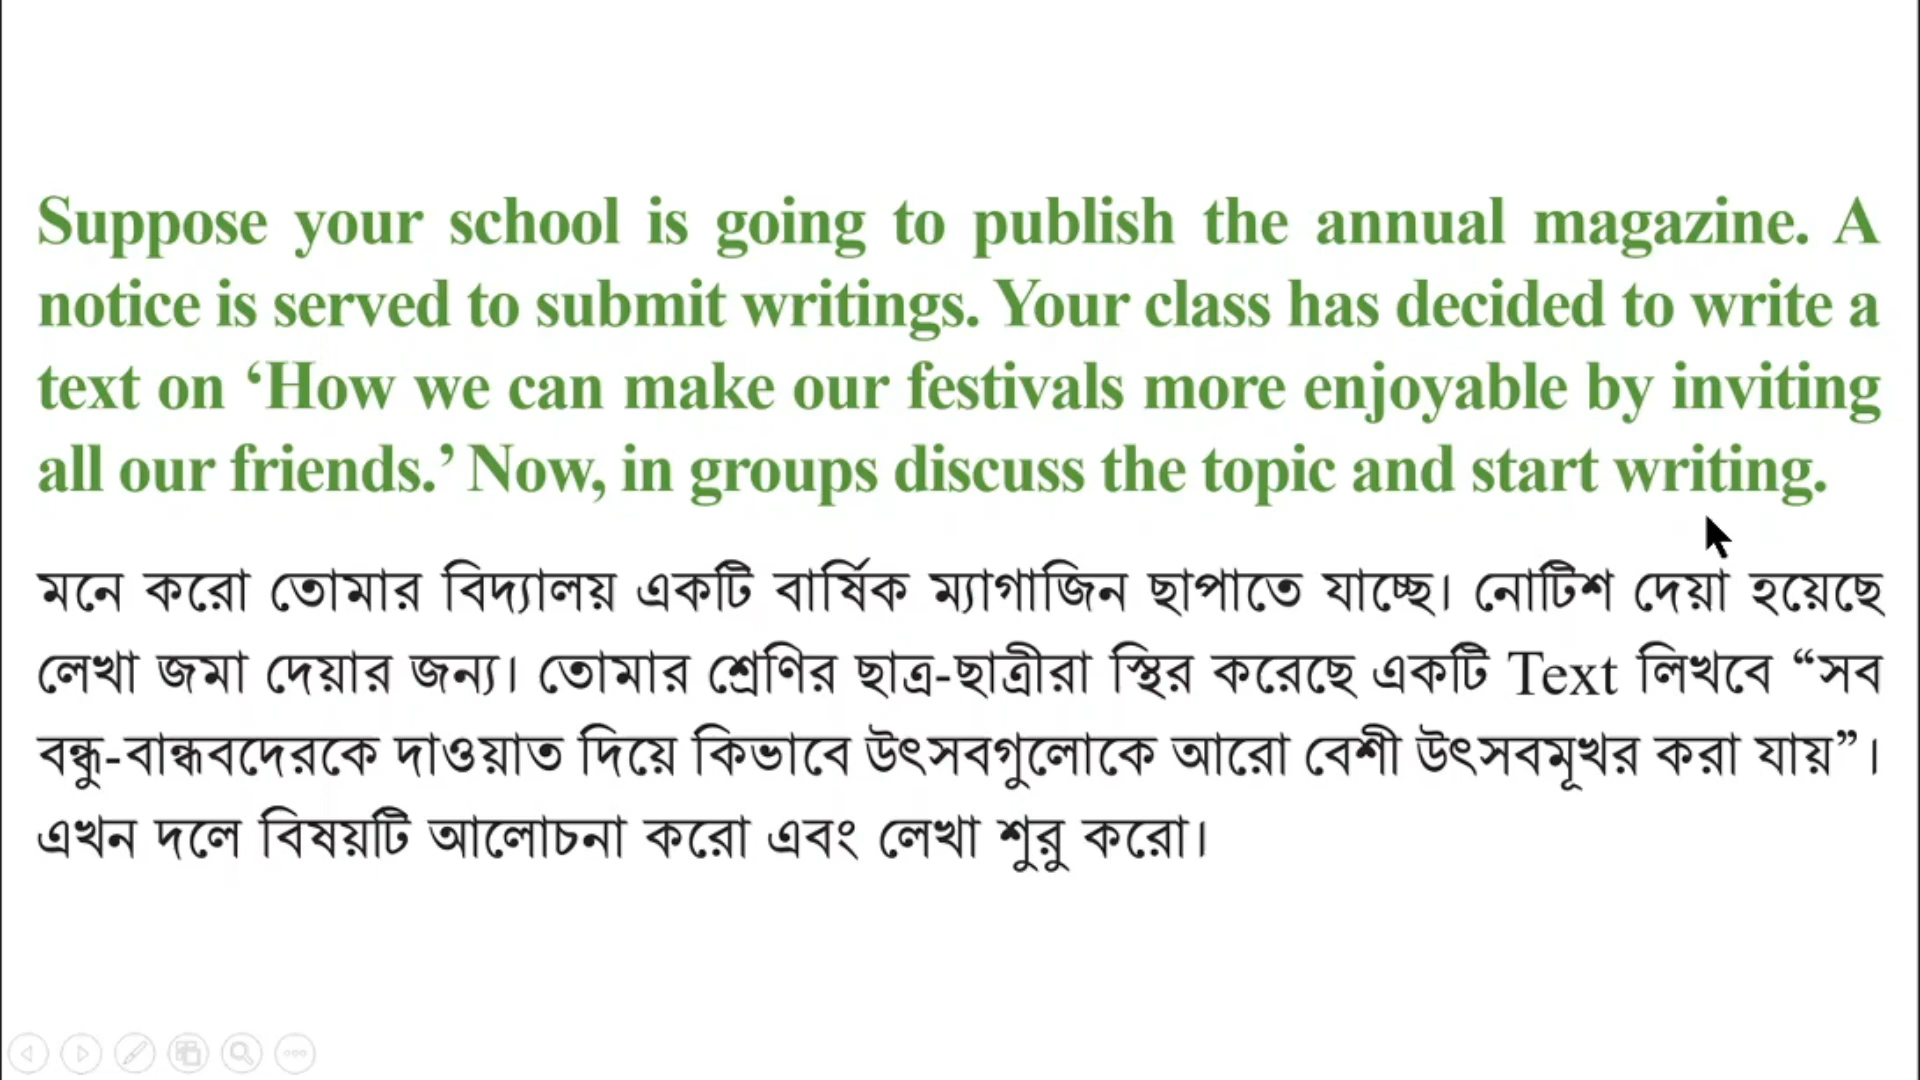 Suppose your school is going to publish the annual magazine. A
notice is served to submit writings. Your class has decided to write a
text on ‘How we can make our festivals more enjoyable by inviting
all our friends.’ Now, in groups discuss the topic and start writing.
মনে করো তোমার বিদ্যালয় একটি বার্ষিক ম্যাগাজিন ছাপাতে যাচ্ছে। নোটিশ দেয়া হয়েছে
লেখা জমা দেয়ার জন্য। তোমার শ্রেণির ছাত্র-ছাত্রীরা স্থির করেছে একটি Text লিখবে “সব
বন্ধু-বান্ধবদেরকে দাওয়াত দিয়ে কিভাবে উৎসবগুলোকে আরো বেশী উৎসবমূখর করা যায়”।
এখন দলে বিষয়টি আলোচনা করো এবং লেখা শুরু করো।